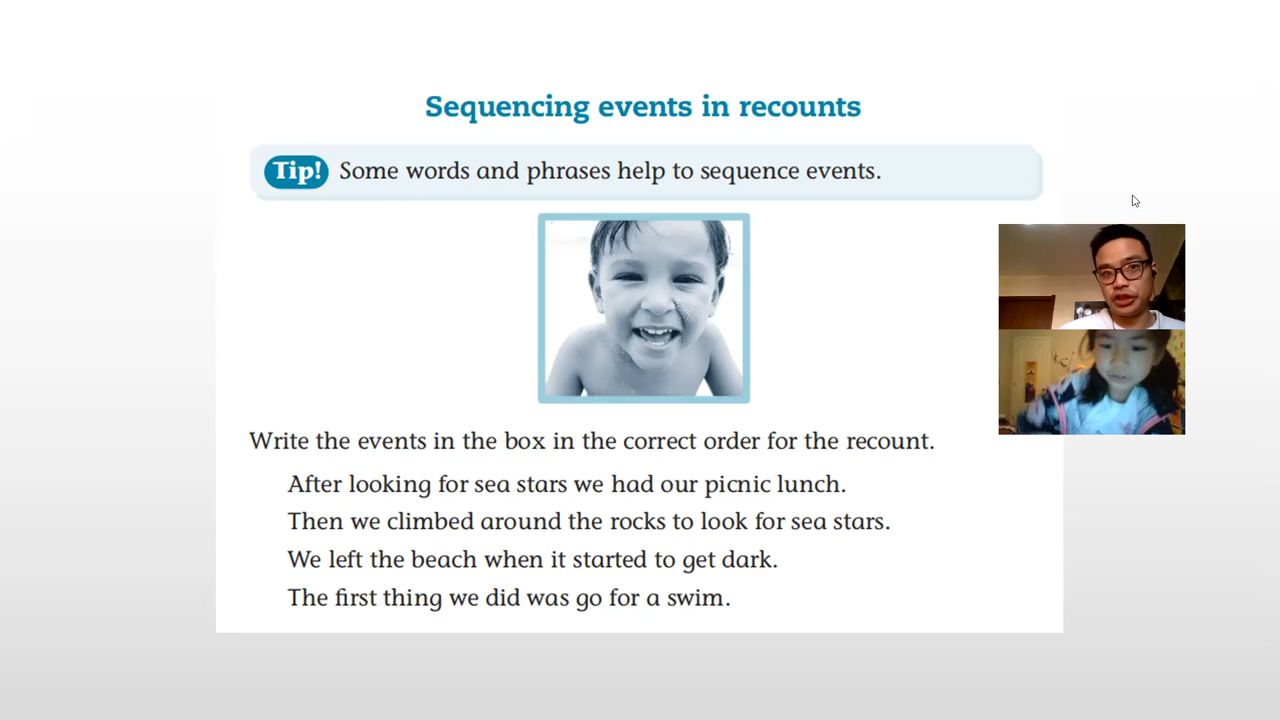 Sequencing events in recounts
Tip! Some words and phrases help to sequence events.
Write the events in the box in the correct order for the recount.
After looking for sea stars we had our picnic lunch.
Then we climbed around the rocks to look for sea stars.
We left the beach when it started to get dark.
The first thing we did was go for a swim.